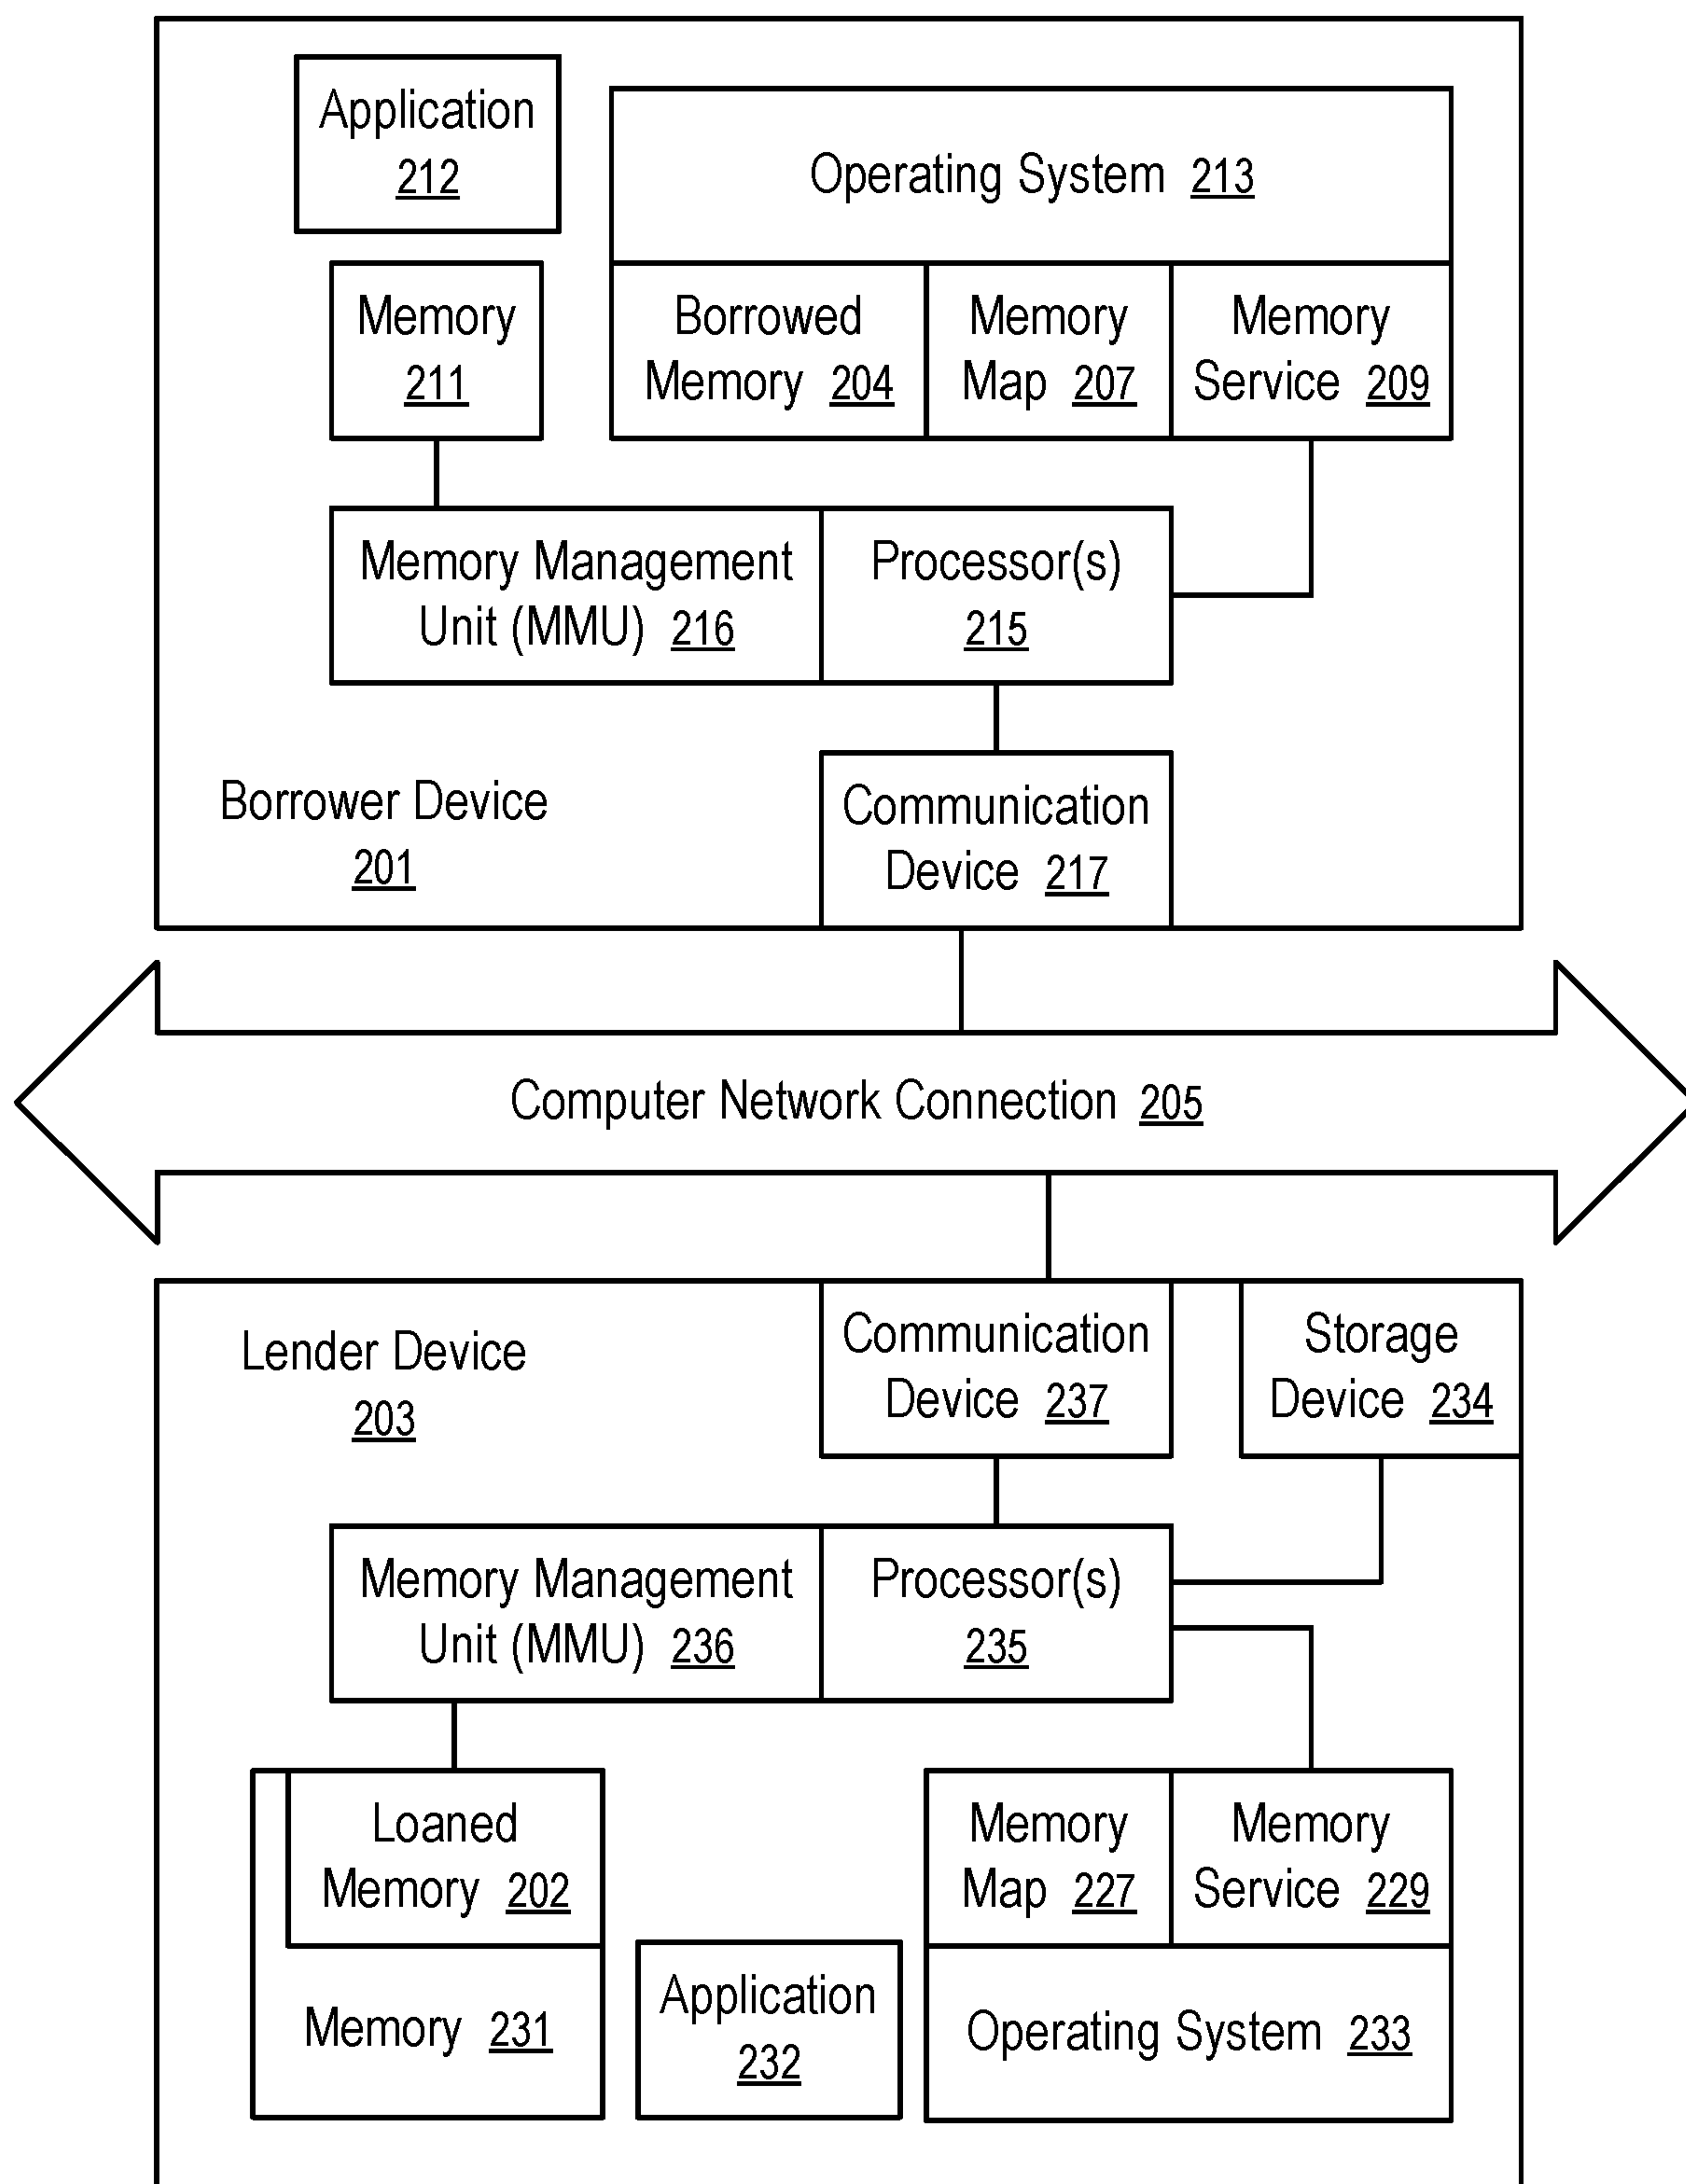 Application
212
Operating System 213
Memory
211
Borrowed
Memory 204
Memory
Map 207
Memory
Service 209
Memory Management
Unit (MMU) 216
Processor(s)
215
Borrower Device
201
Communication
Device 217
Computer Network Connection 205
Lender Device
203
Communication
Device 237
Storage
Device 234
Memory Management
Unit (MMU) 236
Processor(s)
235
Loaned
Memory 202
Memory 231
Application
232
Memory
Map 227
Memory
Service 229
Operating System 233